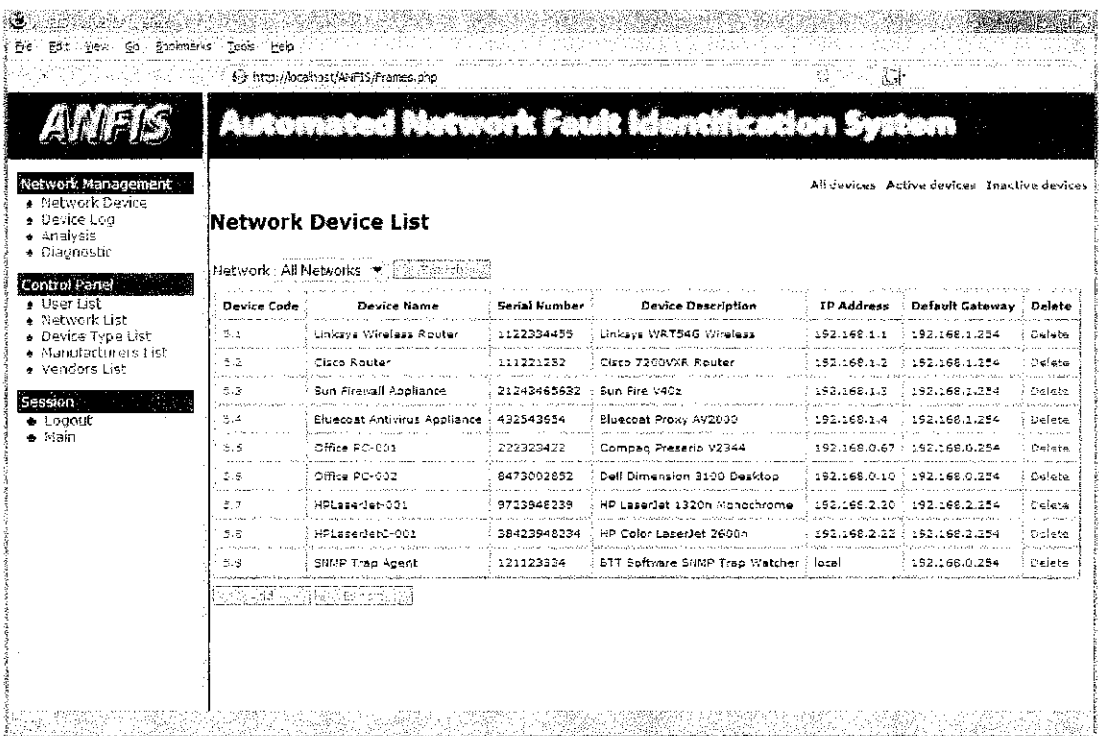 File Edit View Go Bookmarks Tools Help
http://localhost/ANFIS/Frames.php
ANFIS
Automated Network Fault Identification System
Network Management
Network Device
Device Log
Analysis
Diagnostic
Control Panel
User List
Network List
Device Type List
Manufacturers List
Vendors List
Session
Logout
Main
All devices Active devices Inactive devices
Network Device List
Network : All Networks
Device Code Device Name Serial Number Device Description IP Address Default Gateway Delete
5.1 Linksys Wireless Router 1122334455 Linksys WRT54G Wireless 192.168.1.1 192.168.1.254 Delete
5.2 Cisco Router 111221232 Cisco 7200VXR Router 192.168.1.2 192.168.1.254 Delete
5.3 Sun Firewall Appliance 21243465632 Sun Fire V40z 192.168.1.3 192.168.1.254 Delete
5.4 Bluecoat Antivirus Appliance 432543654 Bluecoat Proxy AV2000 192.168.1.4 192.168.1.254 Delete
5.5 Office PC-001 222323422 Compaq Presario V2344 192.168.0.67 192.168.0.254 Delete
5.6 Office PC-002 8473002852 Dell Dimension 3100 Desktop 192.168.0.10 192.168.0.254 Delete
5.7 HPLaserJet-001 9723948239 HP LaserJet 1320n Monochrome 192.168.2.20 192.168.2.254 Delete
5.8 HPLaserJetC-001 38423948234 HP Color LaserJet 2600n 192.168.2.22 192.168.2.254 Delete
5.9 SNMP Trap Agent 121123334 BTT Software SNMP Trap Watcher local 192.168.0.254 Delete